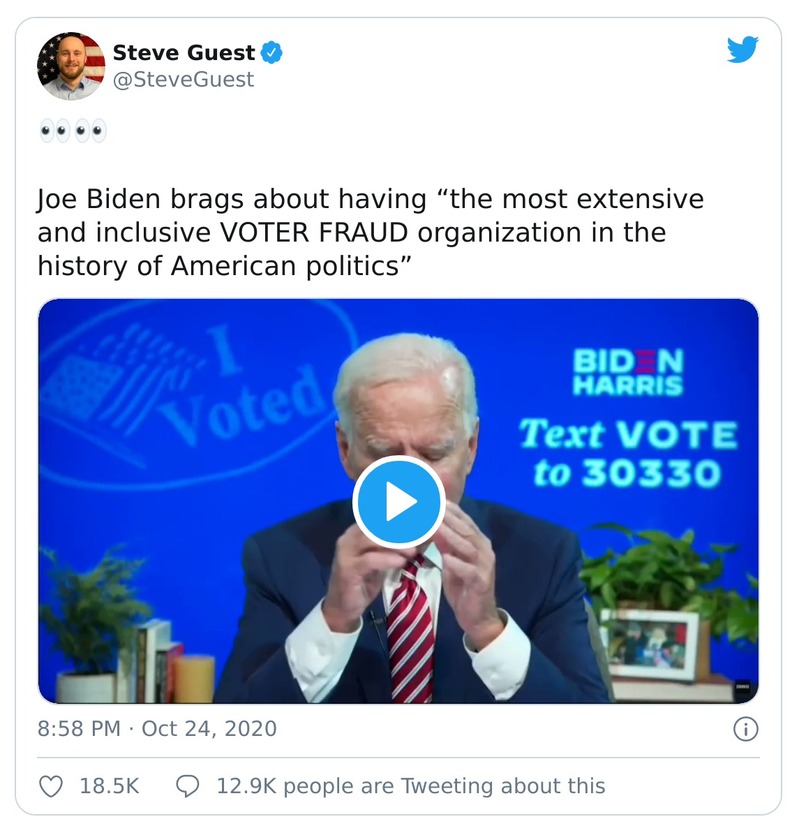 Steve Guest
@SteveGuest
👀👀
Joe Biden brags about having “the most extensive
and inclusive VOTER FRAUD organization in the
history of American politics”
I
Voted
BIDEN
HARRIS
Text VOTE
to 30330
8:58 PM · Oct 24, 2020
18.5K
12.9K people are Tweeting about this